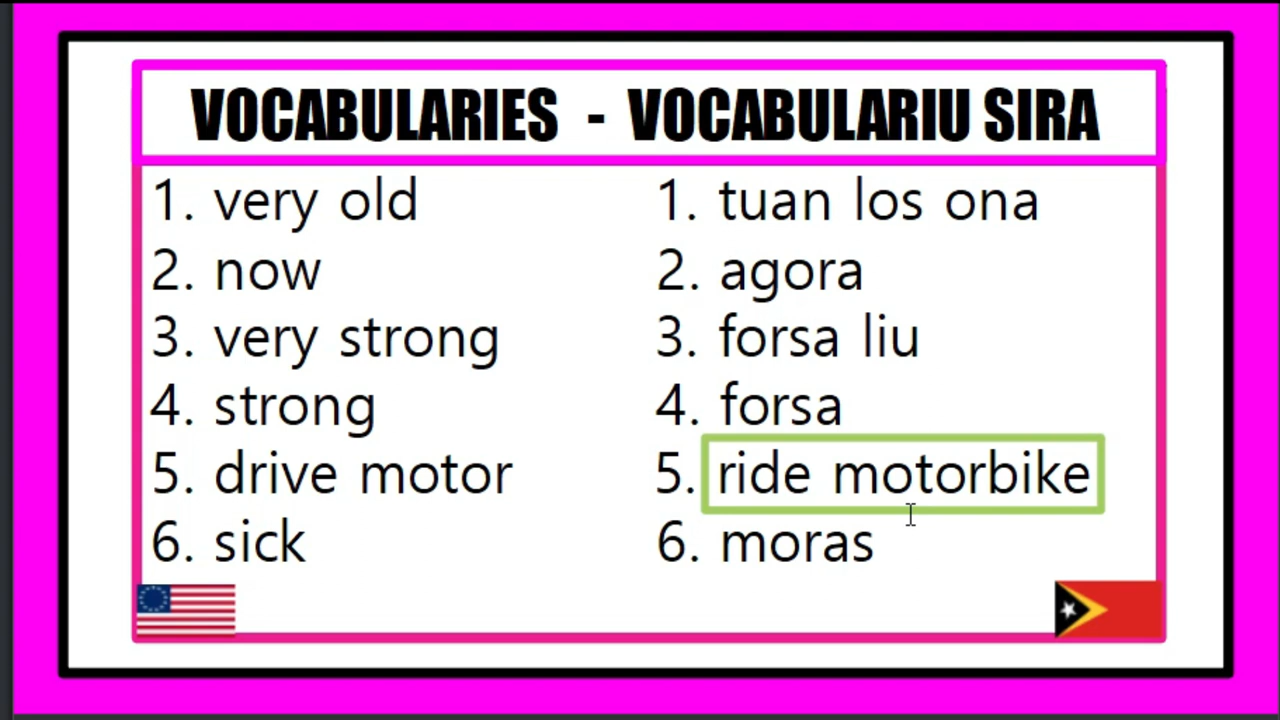 VOCABULARIES - VOCABULARIU SIRA
1. very old
2. now
3. very strong
4. strong
5. drive motor
6. sick
1. tuan los ona
2. agora
3. forsa liu
4. forsa
5. ride motorbike
6. moras